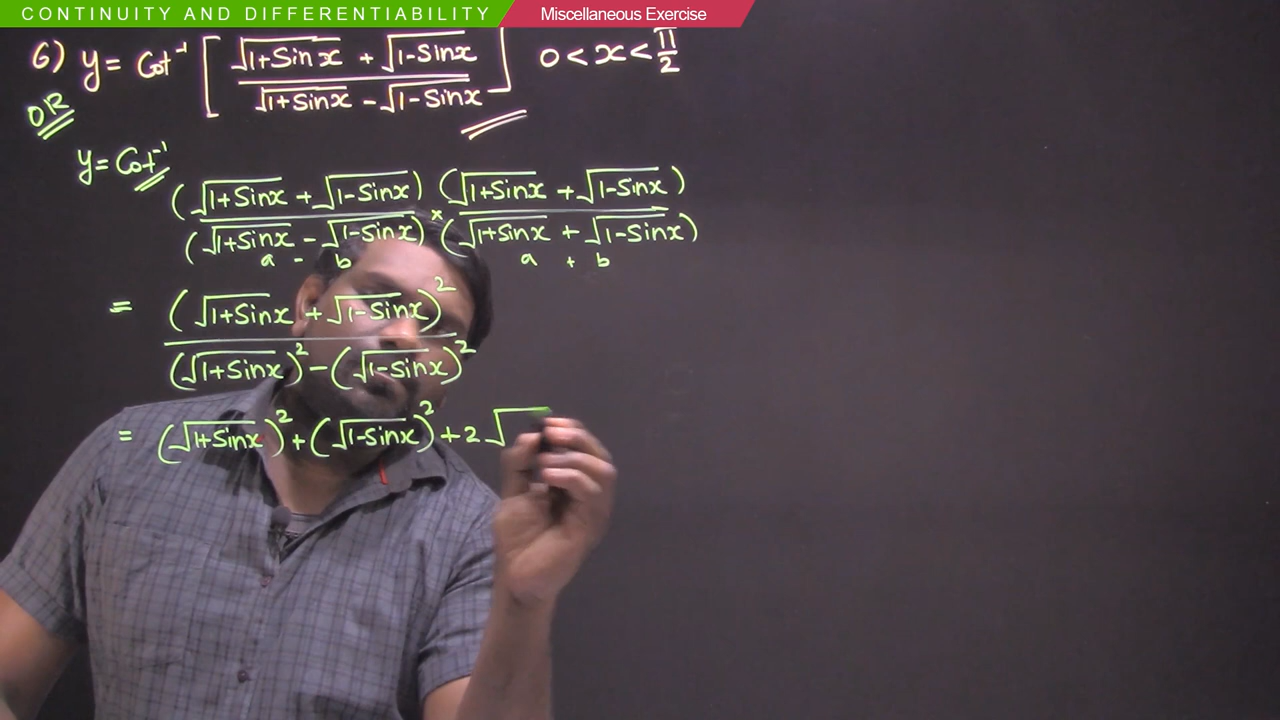 CONTINUITY AND DIFFERENTIABILITY Miscellaneous Exercise
6) y = Cot⁻¹ [ (√(1+Sinx) + √(1-Sinx)) / (√(1+Sinx) - √(1-Sinx)) ] 0 < x < π/2
OR
y = Cot⁻¹
(√(1+Sinx) + √(1-Sinx)) (√(1+Sinx) + √(1-Sinx))
×
(√(1+Sinx) - √(1-Sinx)) (√(1+Sinx) + √(1-Sinx))
a - b a + b
= (√(1+Sinx) + √(1-Sinx))²
(√(1+Sinx))² - (√(1-Sinx))²
= (√(1+Sinx))² + (√(1-Sinx))² + 2 √